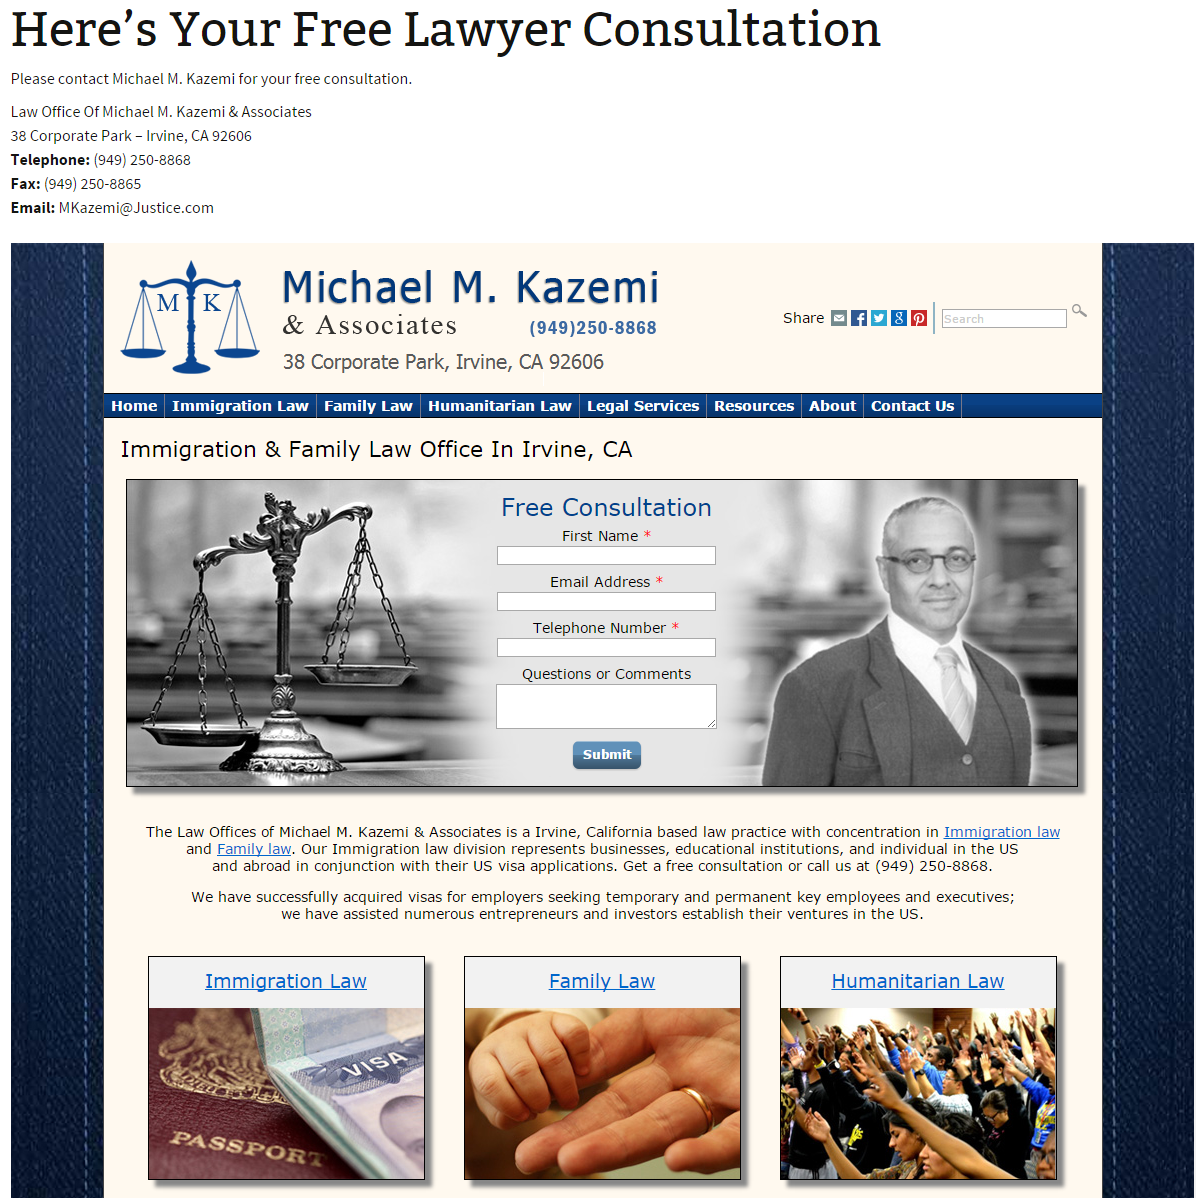 Here’s Your Free Lawyer Consultation
Please contact Michael M. Kazemi for your free consultation.
Law Office Of Michael M. Kazemi & Associates
38 Corporate Park – Irvine, CA 92606
Telephone: (949) 250-8868
Fax: (949) 250-8865
Email: MKazemi@Justice.com
M K
Michael M. Kazemi
& Associates (949)250-8868
38 Corporate Park, Irvine, CA 92606
Share Search
Home Immigration Law Family Law Humanitarian Law Legal Services Resources About Contact Us
Immigration & Family Law Office In Irvine, CA
Free Consultation
First Name *
Email Address *
Telephone Number *
Questions or Comments
Submit
The Law Offices of Michael M. Kazemi & Associates is a Irvine, California based law practice with concentration in Immigration law
and Family law. Our Immigration law division represents businesses, educational institutions, and individual in the US
and abroad in conjunction with their US visa applications. Get a free consultation or call us at (949) 250-8868.
We have successfully acquired visas for employers seeking temporary and permanent key employees and executives;
we have assisted numerous entrepreneurs and investors establish their ventures in the US.
Immigration Law Family Law Humanitarian Law
VISA
PASSPORT